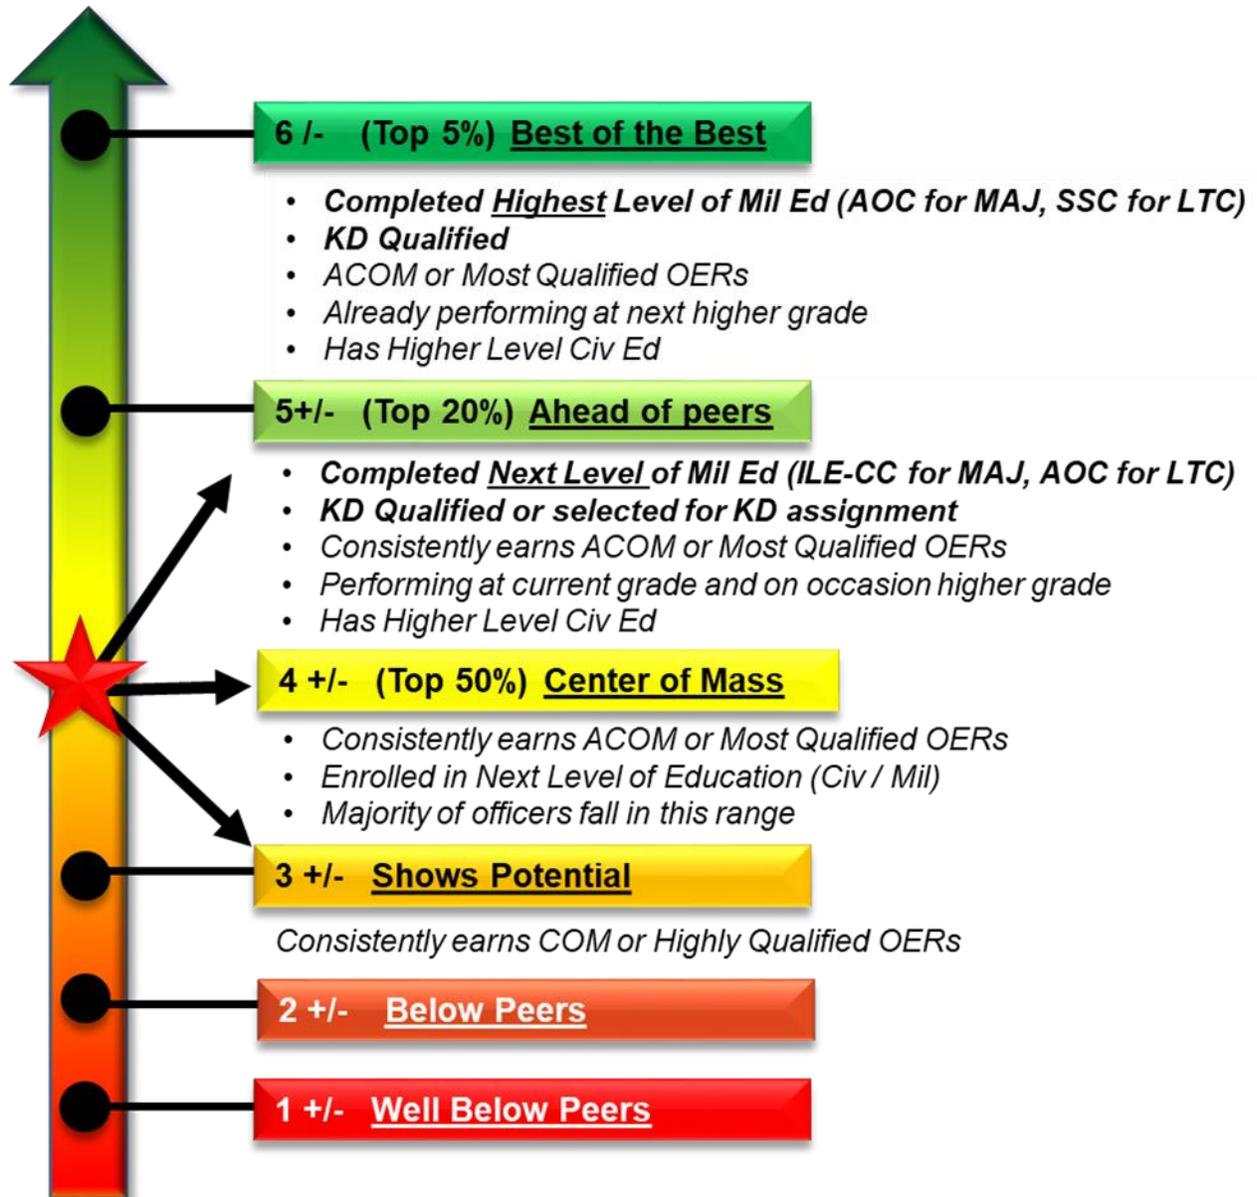 6 /- (Top 5%) Best of the Best
• Completed Highest Level of Mil Ed (AOC for MAJ, SSC for LTC)
• KD Qualified
• ACOM or Most Qualified OERs
• Already performing at next higher grade
• Has Higher Level Civ Ed
5+/- (Top 20%) Ahead of peers
• Completed Next Level of Mil Ed (ILE-CC for MAJ, AOC for LTC)
• KD Qualified or selected for KD assignment
• Consistently earns ACOM or Most Qualified OERs
• Performing at current grade and on occasion higher grade
• Has Higher Level Civ Ed
4 +/- (Top 50%) Center of Mass
• Consistently earns ACOM or Most Qualified OERs
• Enrolled in Next Level of Education (Civ / Mil)
• Majority of officers fall in this range
3 +/- Shows Potential
Consistently earns COM or Highly Qualified OERs
2 +/- Below Peers
1 +/- Well Below Peers